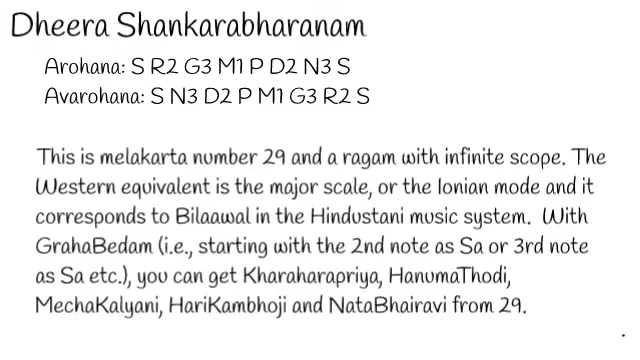 Dheera Shankarabharanam
Arohana: S R2 G3 M1 P D2 N3 S
Avarohana: S N3 D2 P M1 G3 R2 S
This is melakarta number 29 and a ragam with infinite scope. The
Western equivalent is the major scale, or the Ionian mode and it
corresponds to Bilaawal in the Hindustani music system. With
GrahaBedam (i.e., starting with the 2nd note as Sa or 3rd note
as Sa etc.), you can get Kharaharapriya, HanumaThodi,
MechaKalyani, HariKambhoji and NataBhairavi from 29.
.